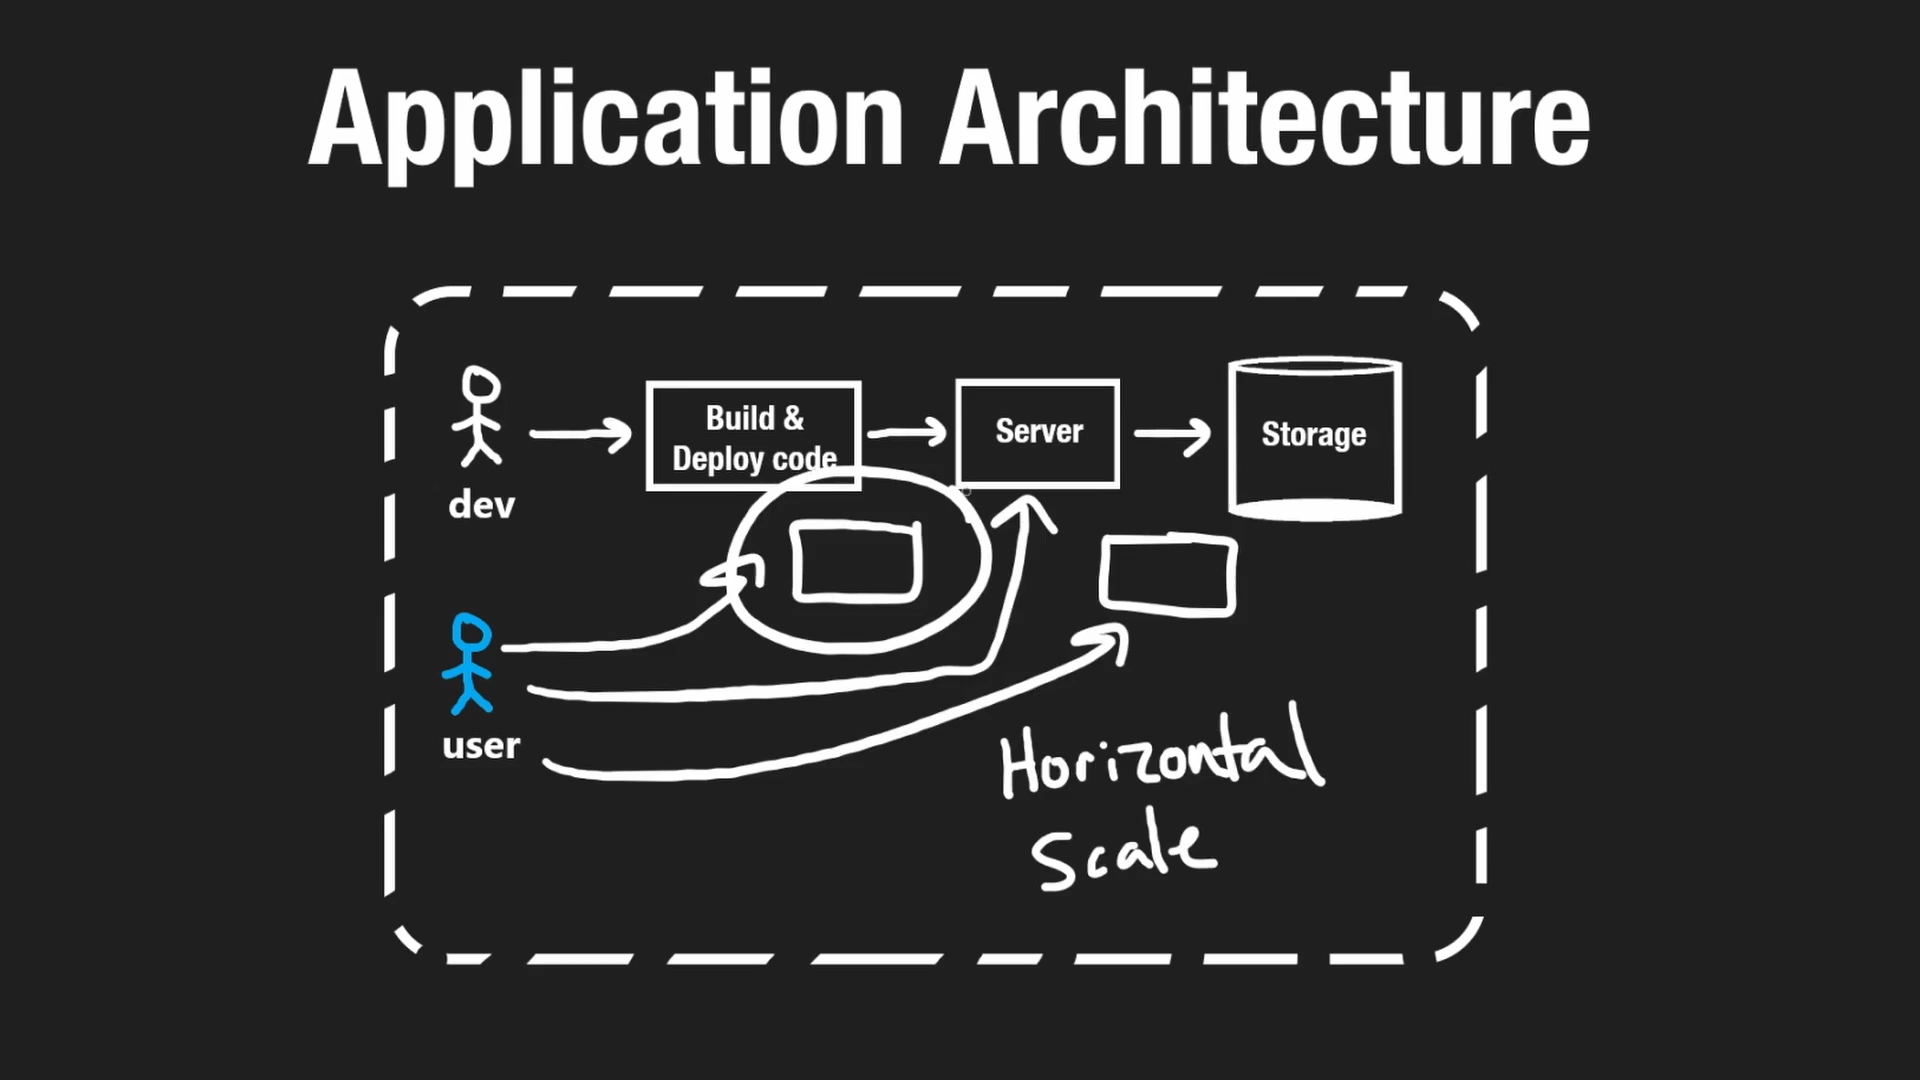 Application Architecture
Build &
Deploy code
Server
Storage
dev
user
Horizontal
Scale